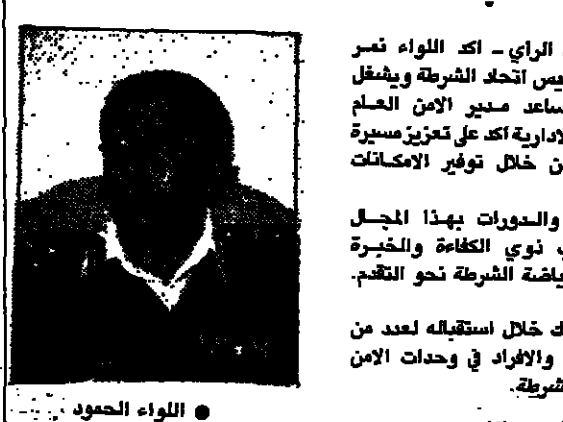 الراي - اكد اللواء نمر
يس اتحاد الشرطة ويشغل
ساعد مدير الامن العام
لادارية اكد على تعزيز مسيرة
ن خلال توفير الامكانات
والدورات بهذا المجال
ب ذوي الكفاءة والخبرة
ياضة الشرطة نحو التقدم.
ك خلال استقباله لعدد من
والافراد في وحدات الامن
شرطة.
● اللواء الحمود